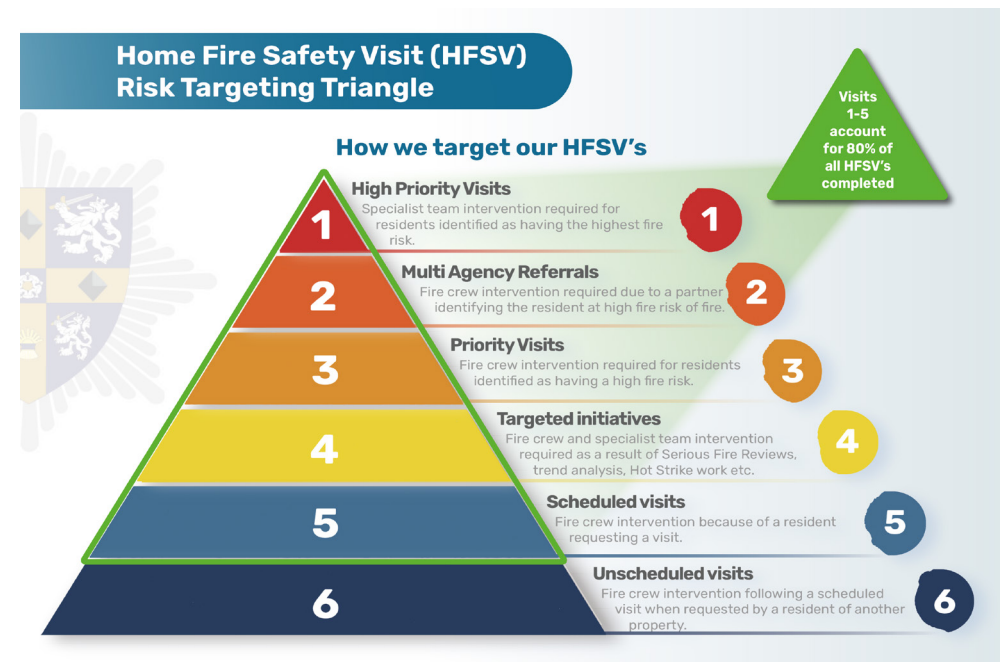 Home Fire Safety Visit (HFSV)
Risk Targeting Triangle
Visits
1-5
account
for 80% of
all HFSV's
completed
How we target our HFSV's
1
High Priority Visits
Specialist team intervention required for
residents identified as having the highest fire
risk.
1
2
Multi Agency Referrals
Fire crew intervention required due to a partner
identifying the resident at high fire risk of fire.
2
3
Priority Visits
Fire crew intervention required for residents
identified as having a high fire risk.
3
4
Targeted initiatives
Fire crew and specialist team intervention
required as a result of Serious Fire Reviews,
trend analysis, Hot Strike work etc.
4
5
Scheduled visits
Fire crew intervention because of a resident
requesting a visit.
5
6
Unscheduled visits
Fire crew intervention following a scheduled
visit when requested by a resident of another
property.
6